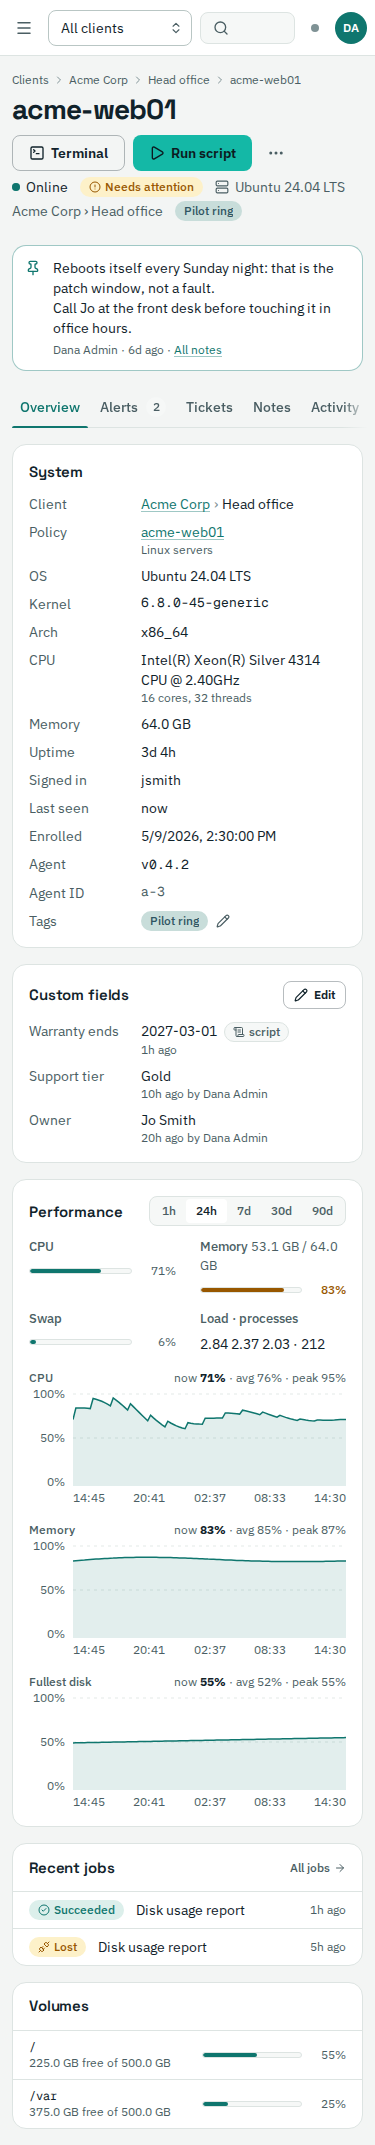 All clients
DA
Clients > Acme Corp > Head office > acme-web01
acme-web01
Terminal
Run script
Online
Needs attention
Ubuntu 24.04 LTS
Acme Corp › Head office
Pilot ring
Reboots itself every Sunday night: that is the
patch window, not a fault.
Call Jo at the front desk before touching it in
office hours.
Dana Admin · 6d ago · All notes
Overview
Alerts 2
Tickets
Notes
Activity
System
Client Acme Corp › Head office
Policy acme-web01
Linux servers
OS Ubuntu 24.04 LTS
Kernel 6.8.0-45-generic
Arch x86_64
CPU Intel(R) Xeon(R) Silver 4314
CPU @ 2.40GHz
16 cores, 32 threads
Memory 64.0 GB
Uptime 3d 4h
Signed in jsmith
Last seen now
Enrolled 5/9/2026, 2:30:00 PM
Agent v0.4.2
Agent ID a-3
Tags Pilot ring
Custom fields
Edit
Warranty ends 2027-03-01 script
1h ago
Support tier Gold
10h ago by Dana Admin
Owner Jo Smith
20h ago by Dana Admin
Performance
1h 24h 7d 30d 90d
CPU
71%
Memory 53.1 GB / 64.0
GB
83%
Swap
6%
Load · processes
2.84 2.37 2.03 · 212
CPU now 71% · avg 76% · peak 95%
100%
50%
0%
14:45 20:41 02:37 08:33 14:30
Memory now 83% · avg 85% · peak 87%
100%
50%
0%
14:45 20:41 02:37 08:33 14:30
Fullest disk now 55% · avg 52% · peak 55%
100%
50%
0%
14:45 20:41 02:37 08:33 14:30
Recent jobs
All jobs →
Succeeded Disk usage report 1h ago
Lost Disk usage report 5h ago
Volumes
/
225.0 GB free of 500.0 GB
55%
/var
375.0 GB free of 500.0 GB
25%